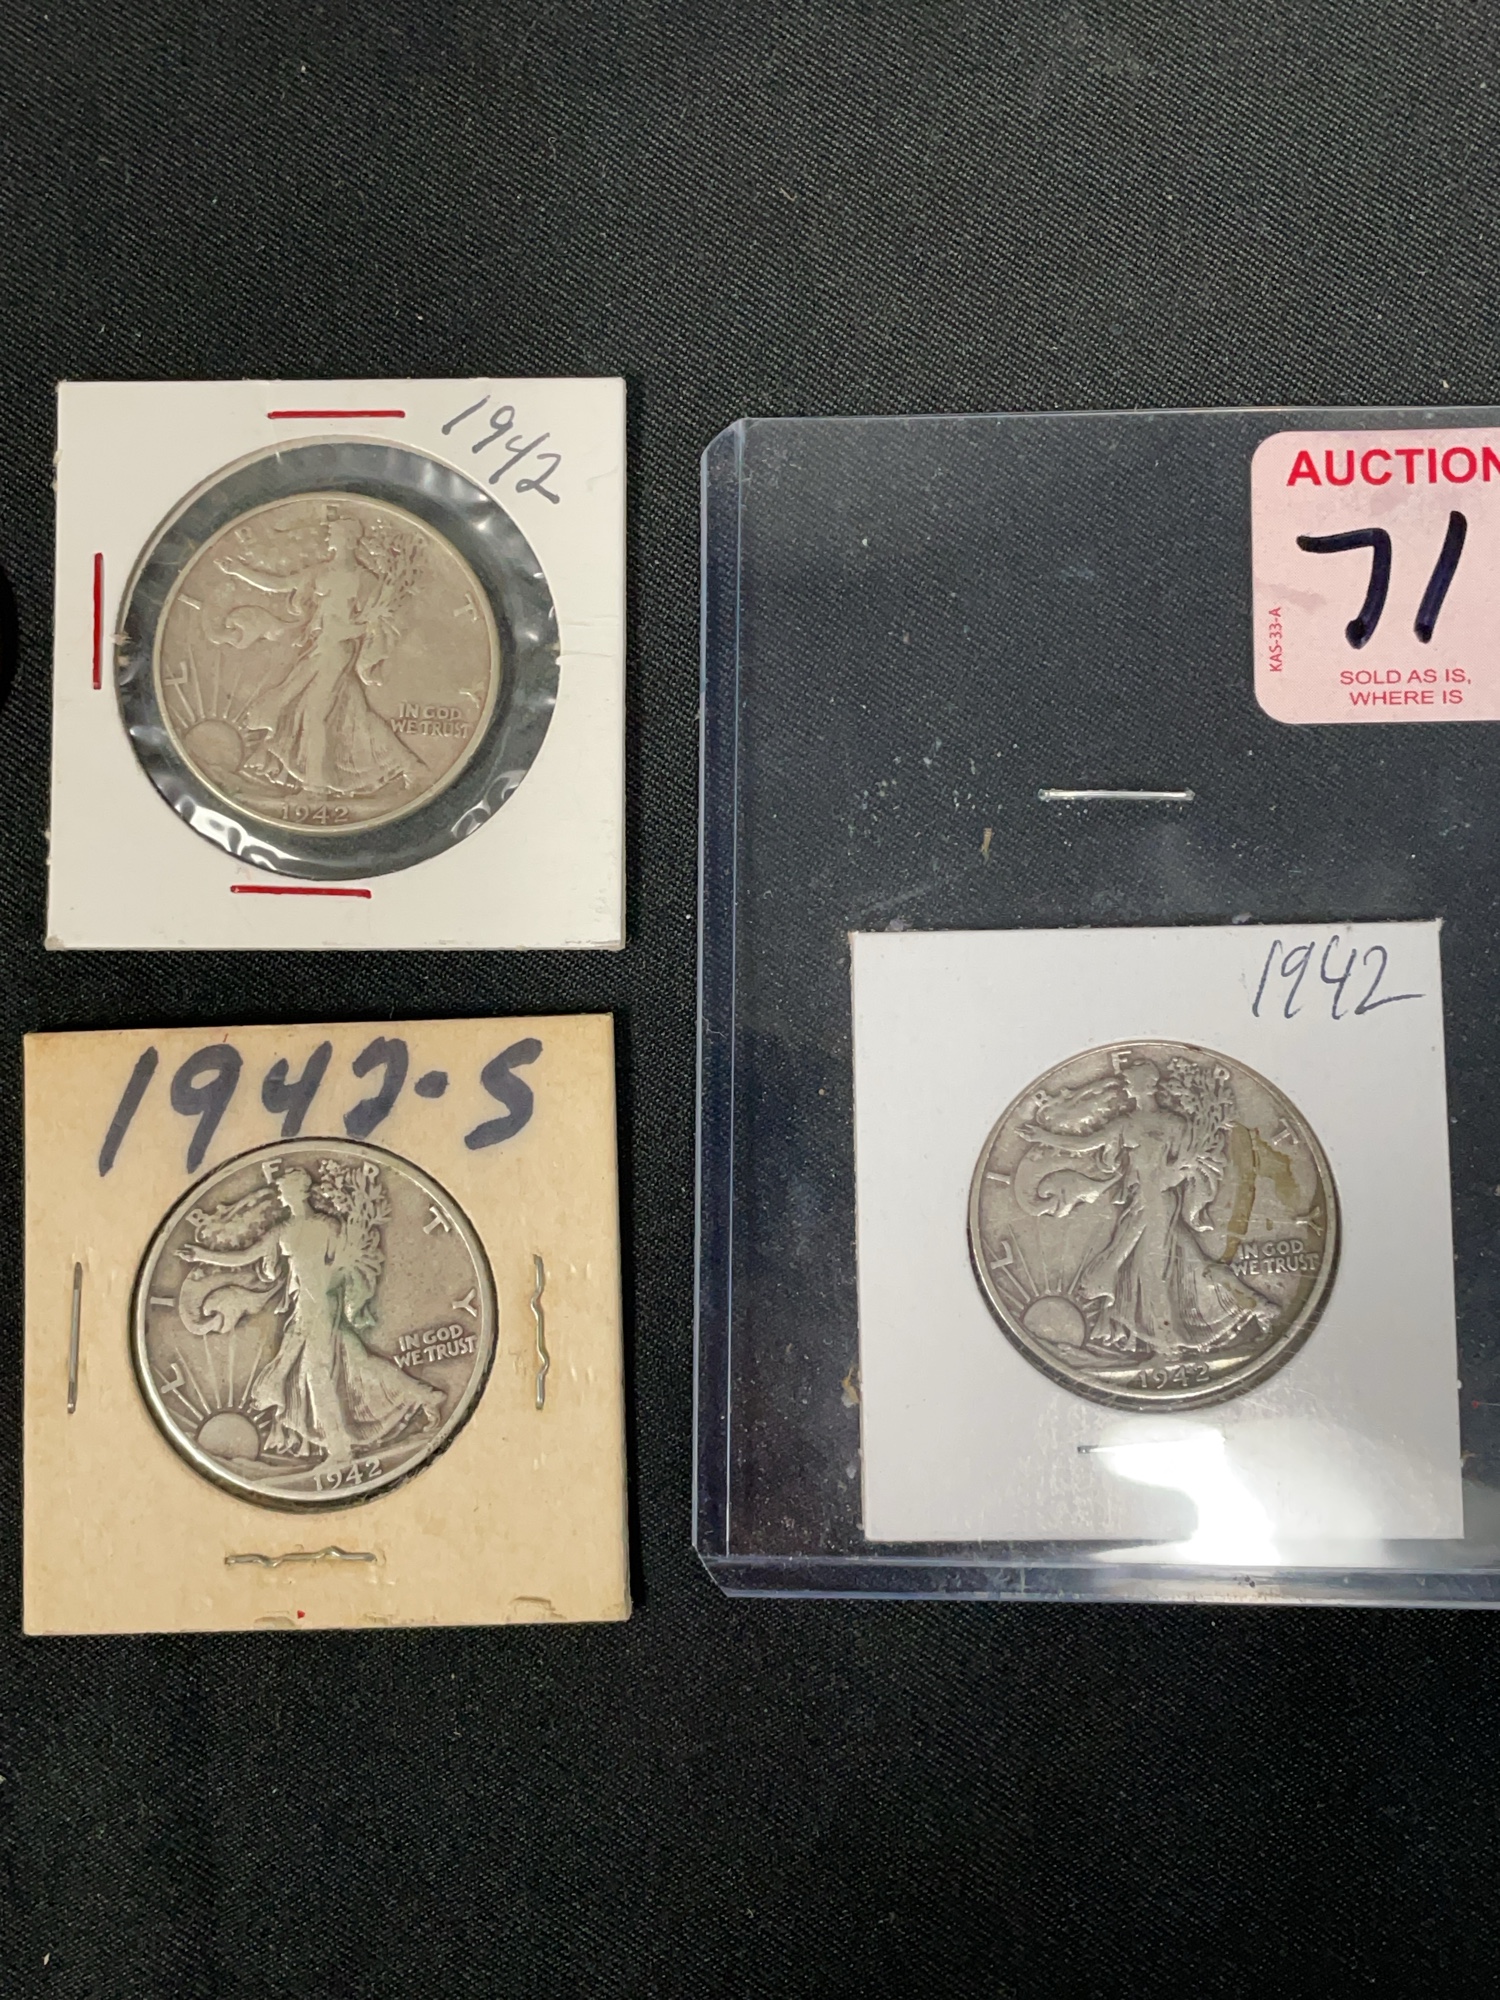 1942
LIBERTY
IN GOD
WE TRUST
1942
1942-S
LIBERTY
IN GOD
WE TRUST
1942
AUCTION
71
KAS-33-A
SOLD AS IS,
WHERE IS
1942
LIBERTY
IN GOD
WE TRUST
1942